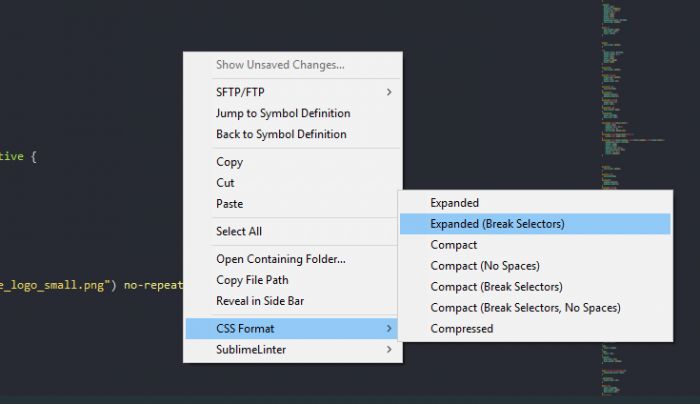 Show Unsaved Changes...
SFTP/FTP
Jump to Symbol Definition
Back to Symbol Definition
tive {
Copy
Cut
Paste
Select All
Open Containing Folder...
Copy File Path
Reveal in Side Bar
e_logo_small.png") no-repeat
CSS Format
SublimeLinter
Expanded
Expanded (Break Selectors)
Compact
Compact (No Spaces)
Compact (Break Selectors)
Compact (Break Selectors, No Spaces)
Compressed